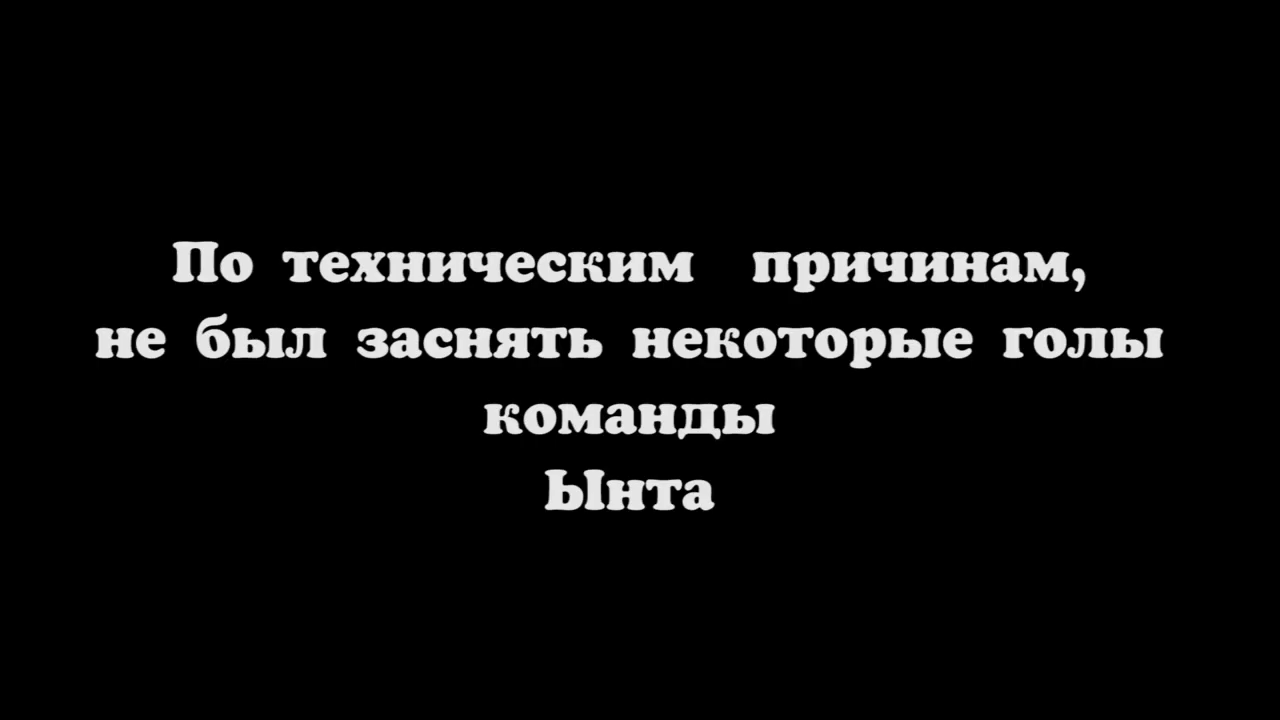 По техническим причинам,
не был заснять некоторые голы
команды
Ынта